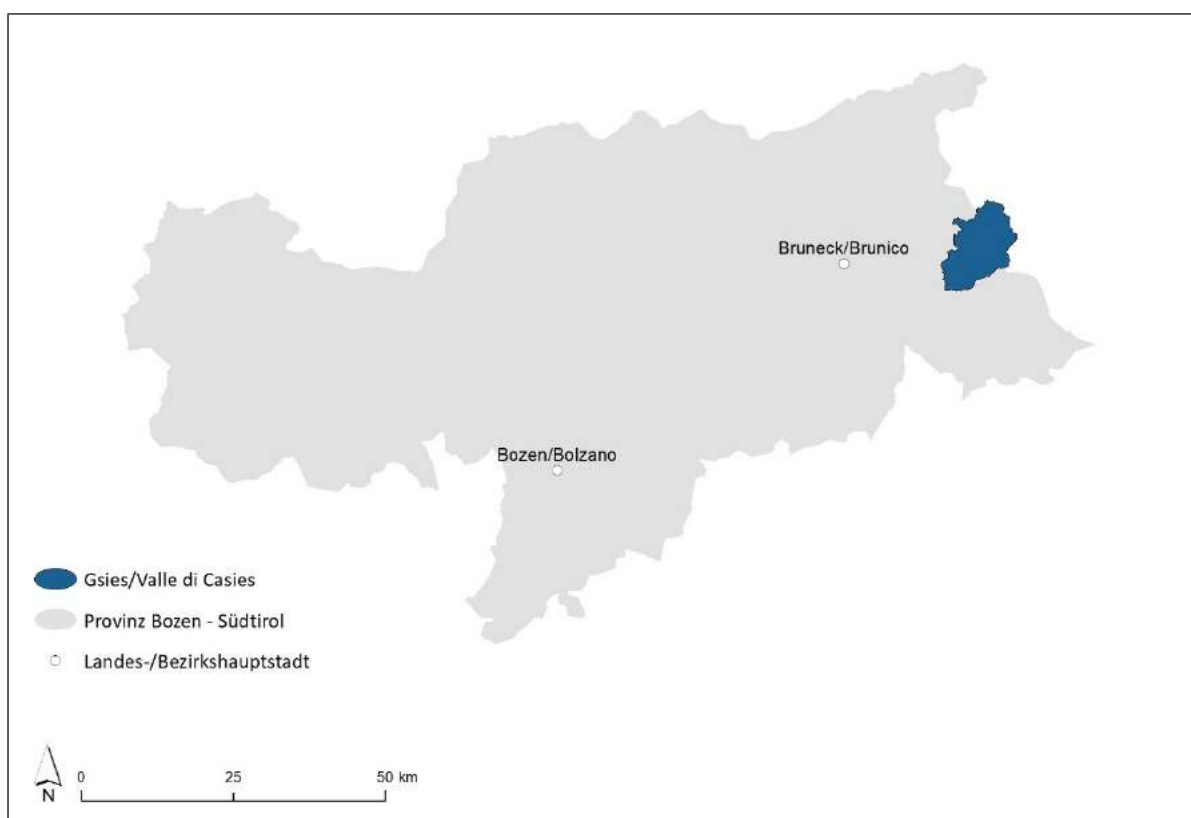 Bruneck/Brunico
Bozen/Bolzano
Gsies/Valle di Casies
Provinz Bozen - Südtirol
Landes-/Bezirkshauptstadt
N
0 25 50 km